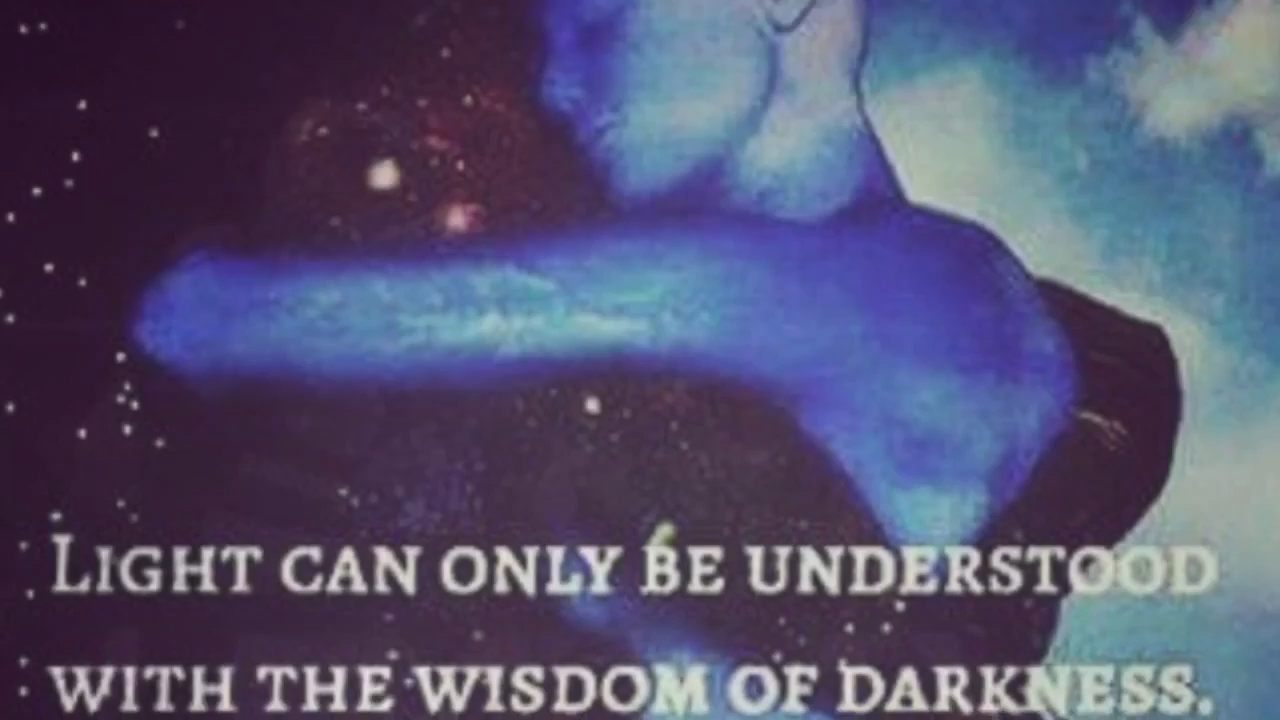 Light can only be understood
with the wisdom of darkness.